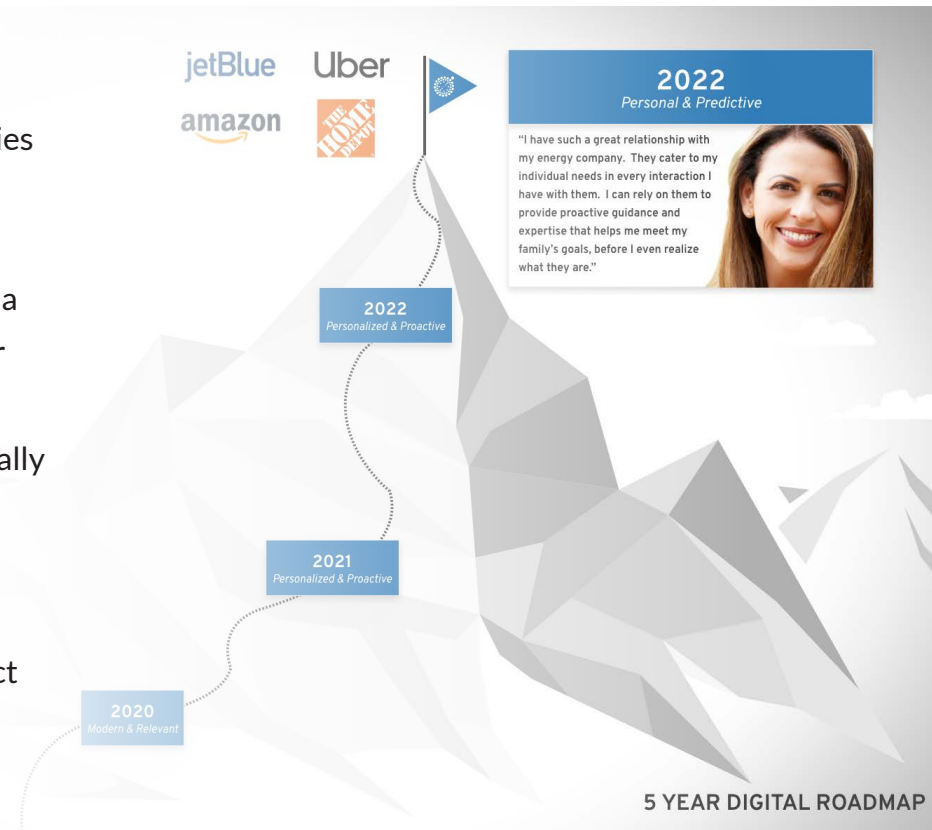 ies
a
r
ally
ct
jetBlue
Uber
amazon
THE
HOME
DEPOT
2022
Personal & Predictive
“I have such a great relationship with
my energy company. They cater to my
individual needs in every interaction I
have with them. I can rely on them to
provide proactive guidance and
expertise that helps me meet my
family’s goals, before I even realize
what they are.”
2022
Personalized & Proactive
2021
Personalized & Proactive
2020
Modern & Relevant
5 YEAR DIGITAL ROADMAP